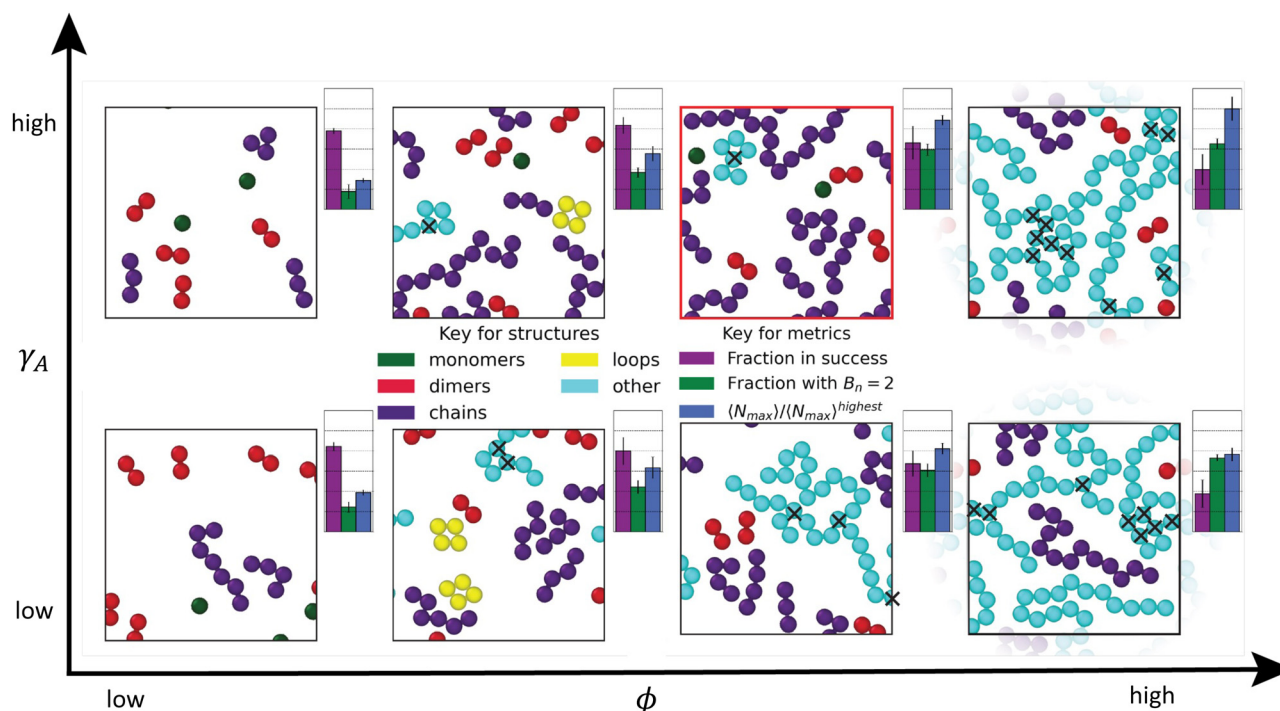 high
γ_A
Key for structures
monomers
dimers
chains
loops
other
Key for metrics
Fraction in success
Fraction with B_n = 2
⟨N_max⟩/⟨N_max⟩^highest
low
low
ϕ
high